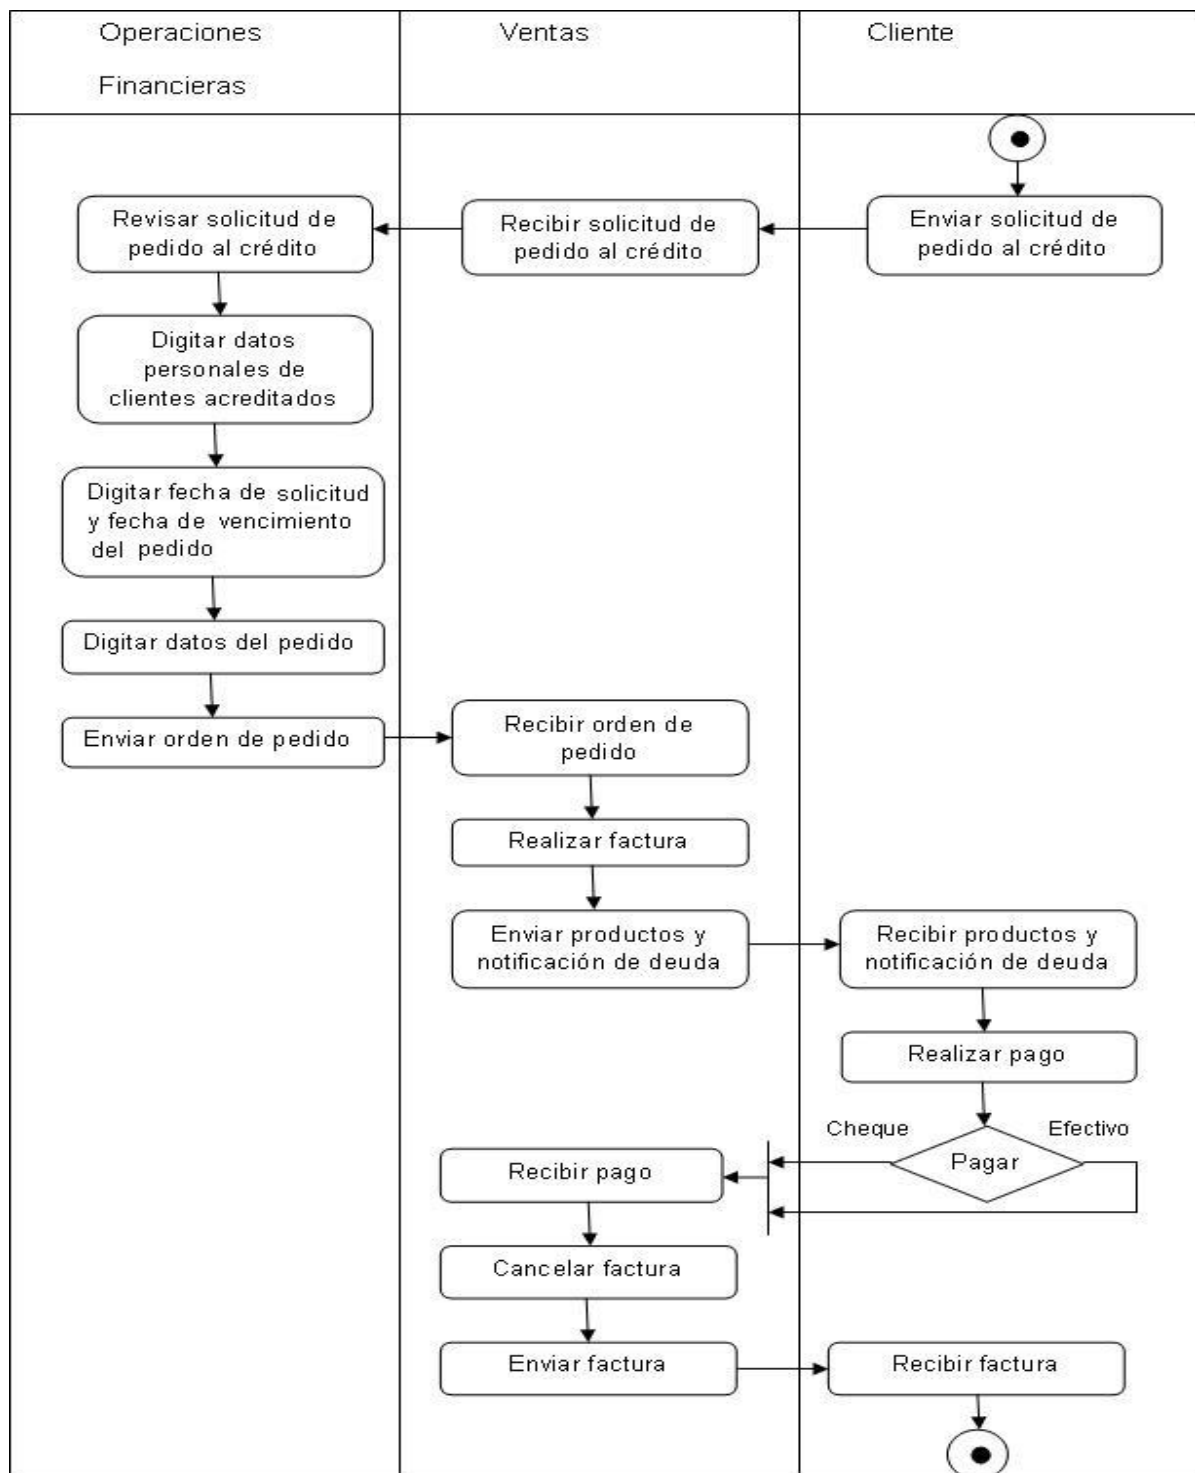 Operaciones
Financieras
Ventas
Cliente
Revisar solicitud de
pedido al crédito
Recibir solicitud de
pedido al crédito
Enviar solicitud de
pedido al crédito
Digitar datos
personales de
clientes acreditados
Digitar fecha de solicitud
y fecha de vencimiento
del pedido
Digitar datos del pedido
Enviar orden de pedido
Recibir orden de
pedido
Realizar factura
Enviar productos y
notificación de deuda
Recibir productos y
notificación de deuda
Realizar pago
Cheque
Efectivo
Pagar
Recibir pago
Cancelar factura
Enviar factura
Recibir factura